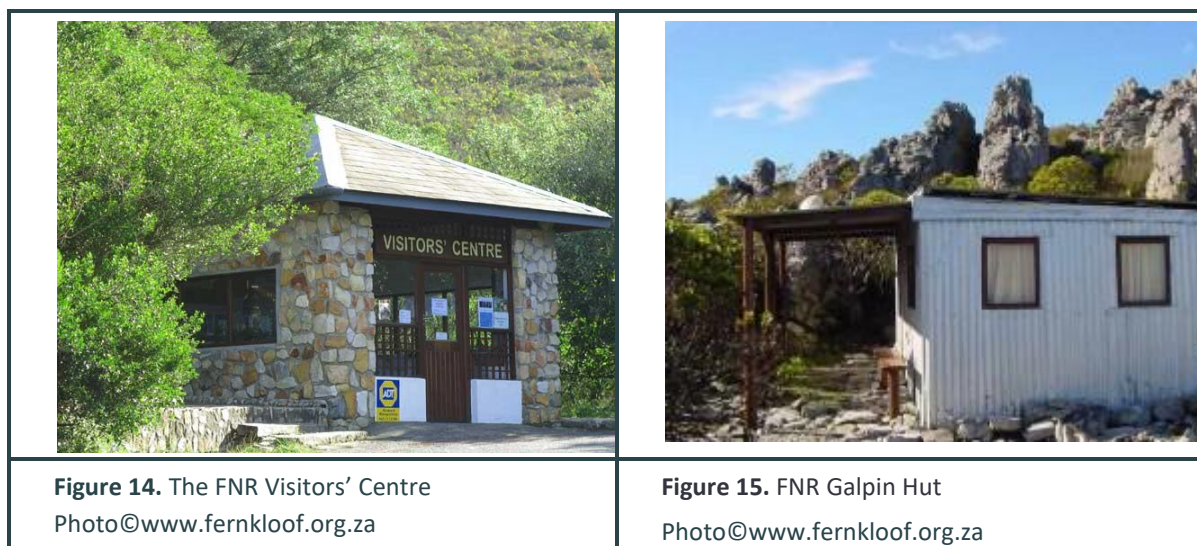 VISITORS' CENTRE
ADT
Figure 14. The FNR Visitors' Centre
Photo©www.fernkloof.org.za
Figure 15. FNR Galpin Hut
Photo©www.fernkloof.org.za